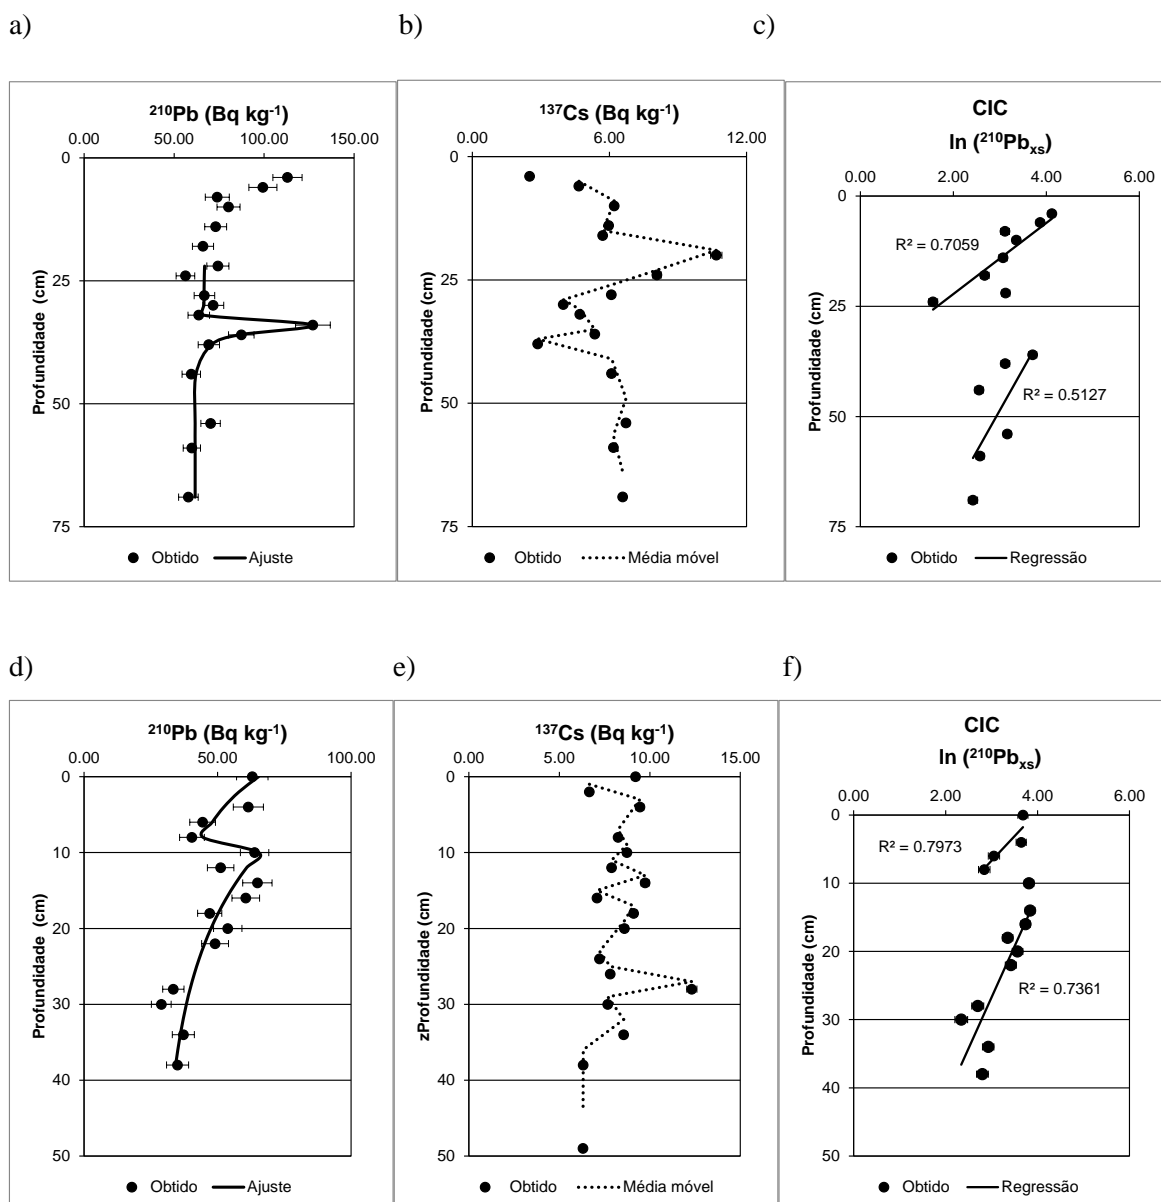 a)
b)
c)
²¹⁰Pb (Bq kg⁻¹)
0.00 50.00 100.00 150.00
0
25
50
75
Profundidade (cm)
Obtido Ajuste
¹³⁷Cs (Bq kg⁻¹)
0.00 6.00 12.00
0
25
50
75
Profundidade (cm)
Obtido Média móvel
CIC
ln (²¹⁰Pbxs)
0.00 2.00 4.00 6.00
0
25
50
75
Profundidade (cm)
R² = 0.7059
R² = 0.5127
Obtido Regressão
d)
e)
f)
²¹⁰Pb (Bq kg⁻¹)
0.00 50.00 100.00
0
10
20
30
40
50
Profundidade (cm)
Obtido Ajuste
¹³⁷Cs (Bq kg⁻¹)
0.00 5.00 10.00 15.00
0
10
20
30
40
50
zProfundidade (cm)
Obtido Média móvel
CIC
ln (²¹⁰Pbxs)
0.00 2.00 4.00 6.00
0
10
20
30
40
50
Profundidade (cm)
R² = 0.7973
R² = 0.7361
Obtido Regressão